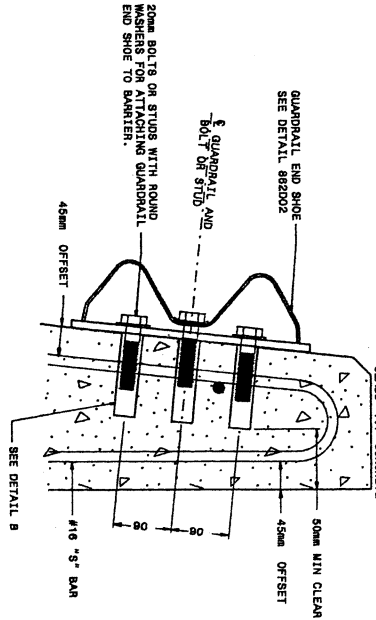 20mm BOLTS OR STUDS WITH ROUND
WASHERS FOR ATTACHING GUARDRAIL
END SHOE TO BARRIER.
℄ GUARDRAIL AND
BOLT OR STUD
GUARDRAIL END SHOE
SEE DETAIL 862D02
45mm OFFSET
SEE DETAIL B
#16 "S" BAR
90
90
45mm OFFSET
50mm MIN CLEAR